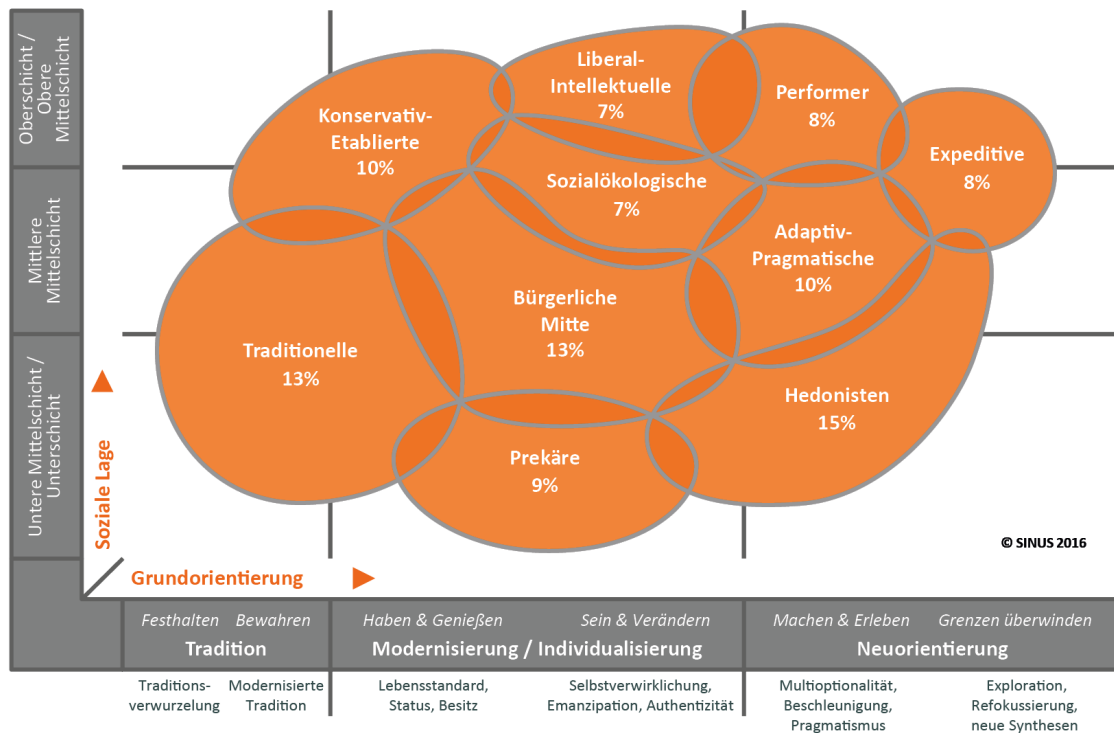 Oberschicht /
Obere
Mittelschicht
Mittlere
Mittelschicht
Untere Mittelschicht /
Unterschicht
Soziale Lage
Konservativ-
Etablierte
10%
Liberal-
Intellektuelle
7%
Performer
8%
Expeditive
8%
Sozialökologische
7%
Adaptiv-
Pragmatische
10%
Bürgerliche
Mitte
13%
Traditionelle
13%
Hedonisten
15%
Prekäre
9%
© SINUS 2016
Grundorientierung
Festhalten Bewahren
Tradition
Haben & Genießen Sein & Verändern
Modernisierung / Individualisierung
Machen & Erleben Grenzen überwinden
Neuorientierung
Traditions-
verwurzelung
Modernisierte
Tradition
Lebensstandard,
Status, Besitz
Selbstverwirklichung,
Emanzipation, Authentizität
Multioptionalität,
Beschleunigung,
Pragmatismus
Exploration,
Refokussierung,
neue Synthesen